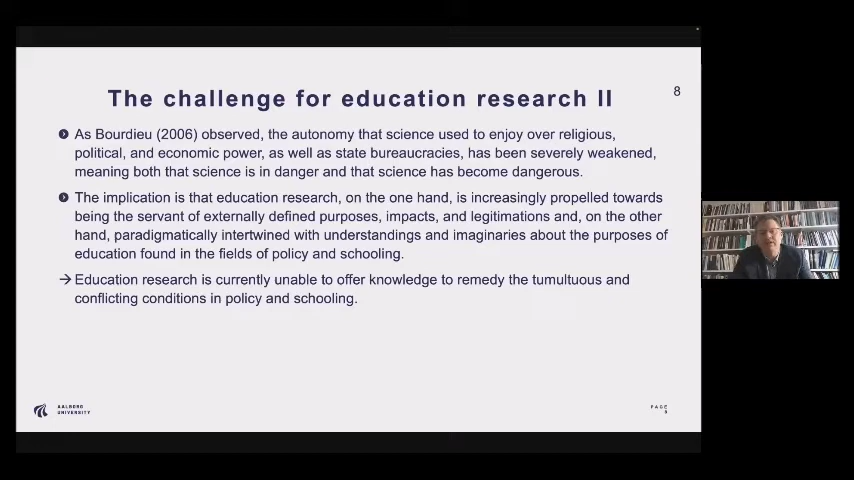 The challenge for education research II
8
As Bourdieu (2006) observed, the autonomy that science used to enjoy over religious,
political, and economic power, as well as state bureaucracies, has been severely weakened,
meaning both that science is in danger and that science has become dangerous.
The implication is that education research, on the one hand, is increasingly propelled towards
being the servant of externally defined purposes, impacts, and legitimations and, on the other
hand, paradigmatically intertwined with understandings and imaginaries about the purposes of
education found in the fields of policy and schooling.
→ Education research is currently unable to offer knowledge to remedy the tumultuous and
conflicting conditions in policy and schooling.
AALBORG
UNIVERSITY
PAGE